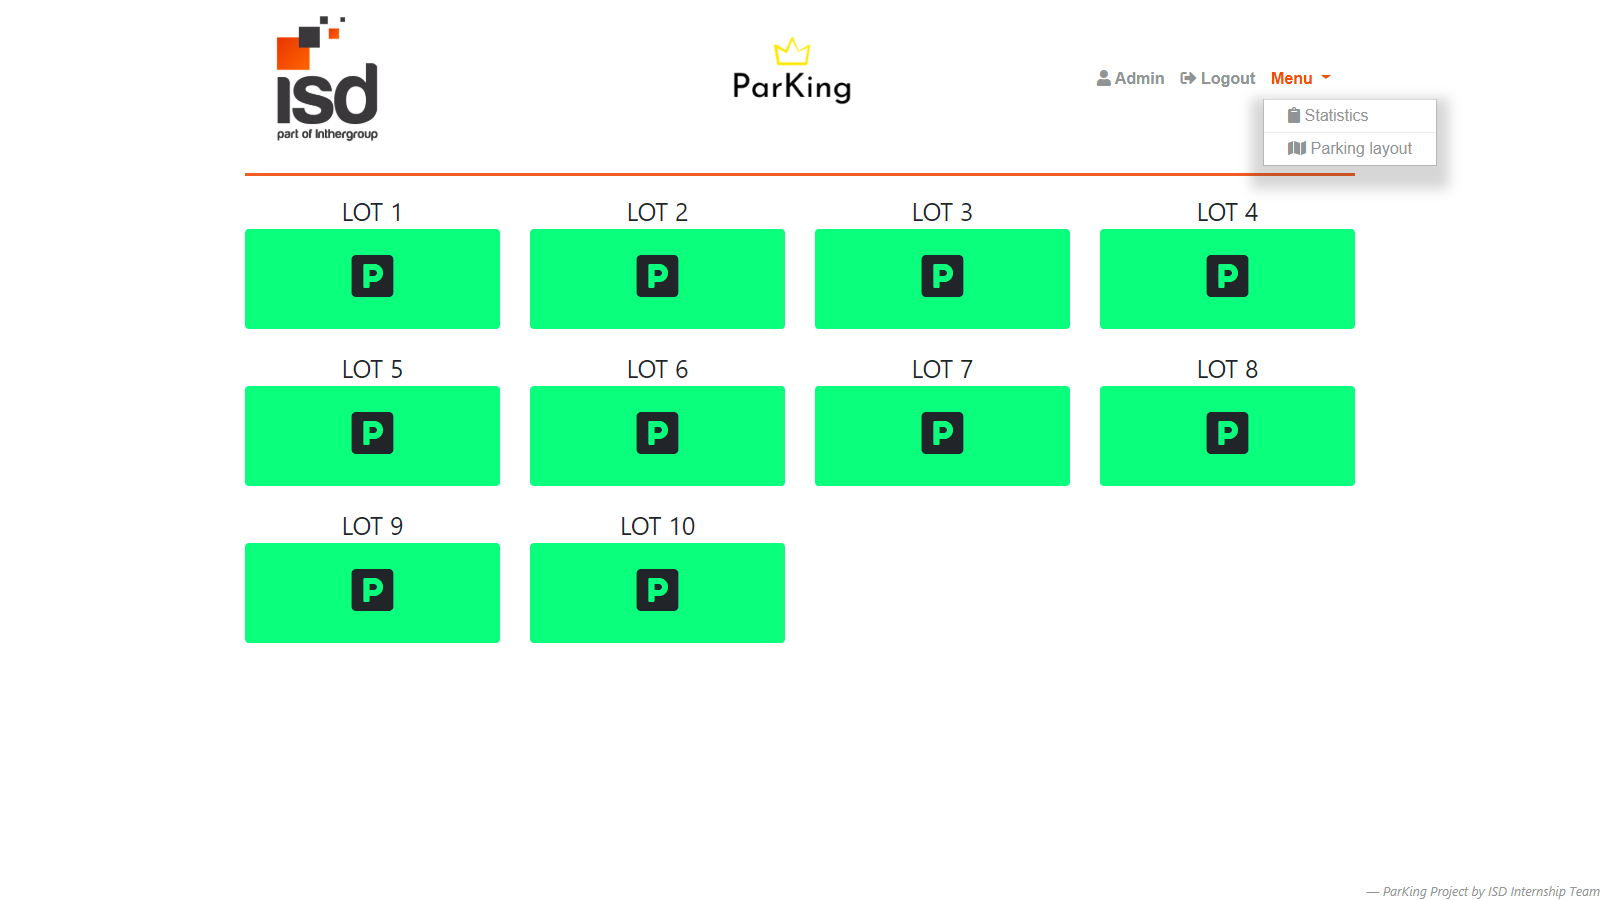 isd
part of Inthergroup
ParKing
Admin Logout Menu
Statistics
Parking layout
LOT 1 LOT 2 LOT 3 LOT 4
P P P P
LOT 5 LOT 6 LOT 7 LOT 8
P P P P
LOT 9 LOT 10
P P
— ParKing Project by ISD Internship Team